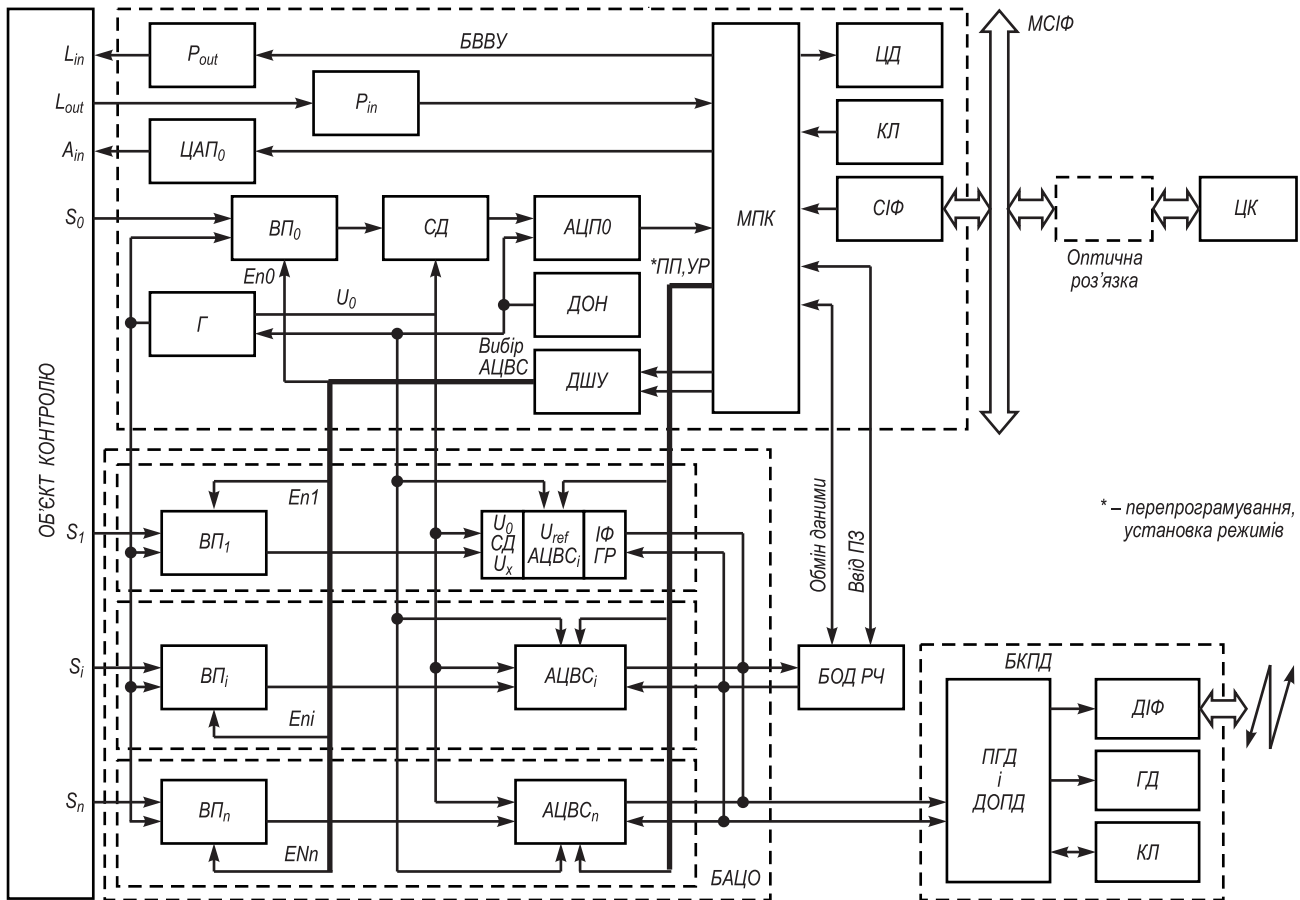 МСІФ
L_in
P_out
БВВУ
ЦД
L_out
P_in
КЛ
A_in
ЦАП_0
S_0
ВП_0
СД
АЦП0
МПК
СІФ
ЦК
Оптична
роз'язка
En0
*ПП,УР
U_0
Г
ДОН
Вибір
АЦВС
ДШУ
ОБ'ЄКТ КОНТРОЛЮ
En1
S_1
ВП_1
U_0
СД
U_x
U_ref
АЦВС_i
ІФ
ГР
Обмін даними
Ввід ПЗ
* – перепрограмування,
установка режимів
S_i
ВП_i
АЦВС_i
БОД РЧ
Eni
БКПД
ПГД
і
ДОПД
ДІФ
ГД
КЛ
S_n
ВП_n
АЦВС_n
ENn
БАЦО